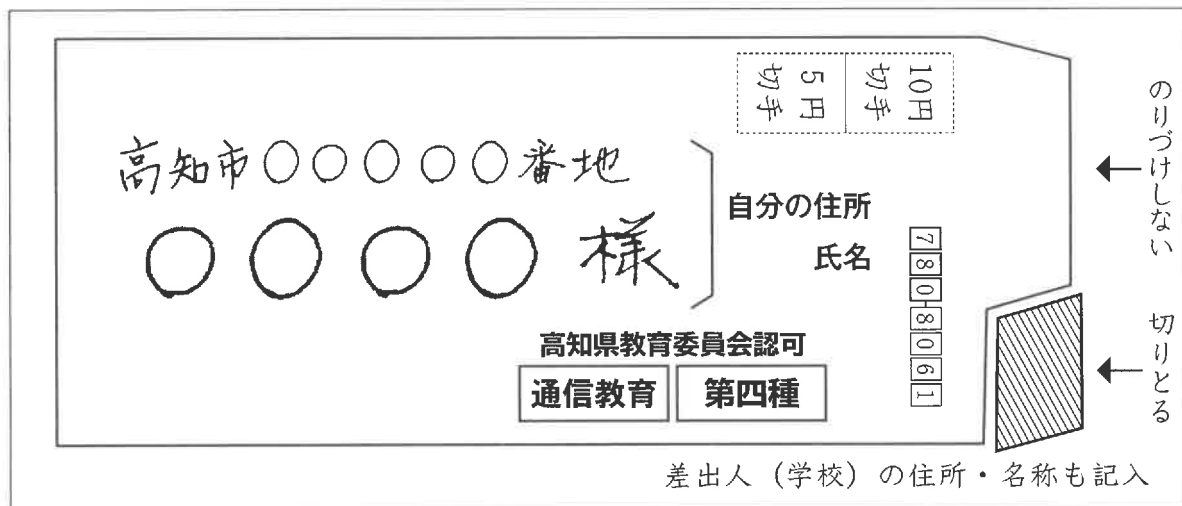 10円
切手
5円
切手
高知市○○○○○番地
○○○○様
自分の住所
氏名
780-8061
高知県教育委員会認可
通信教育
第四種
のりづけしない
切りとる
差出人(学校)の住所・名称も記入